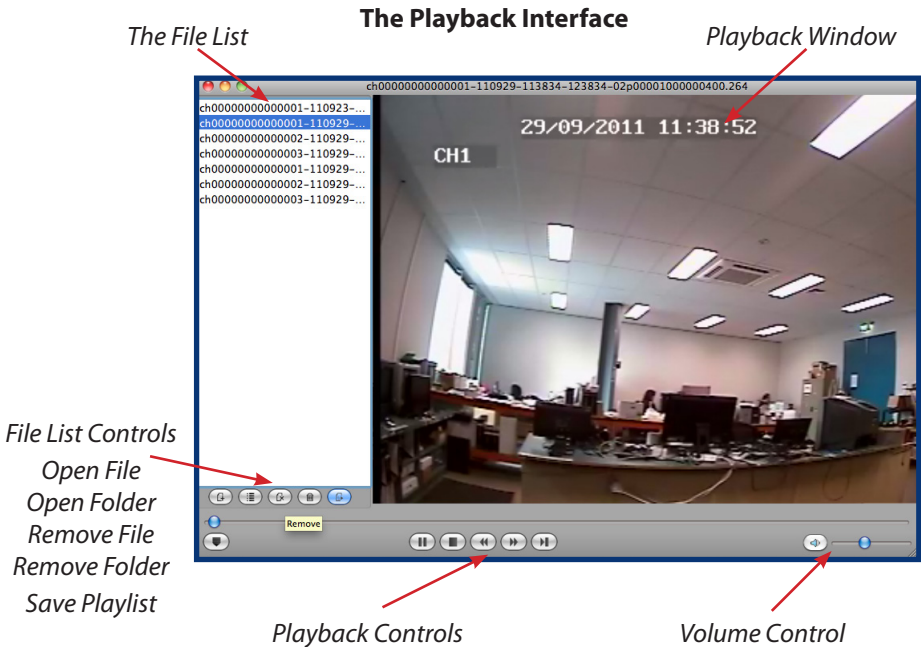 The Playback Interface
The File List
Playback Window
ch00000000000001-110929-113834-123834-02p00001000000400.264
ch00000000000001-110923-...
ch00000000000001-110929-...
ch00000000000002-110929-...
ch00000000000003-110929-...
ch00000000000001-110929-...
ch00000000000002-110929-...
ch00000000000003-110929-...
29/09/2011 11:38:52
CH1
File List Controls
Open File
Open Folder
Remove File
Remove Folder
Save Playlist
Remove
Playback Controls
Volume Control